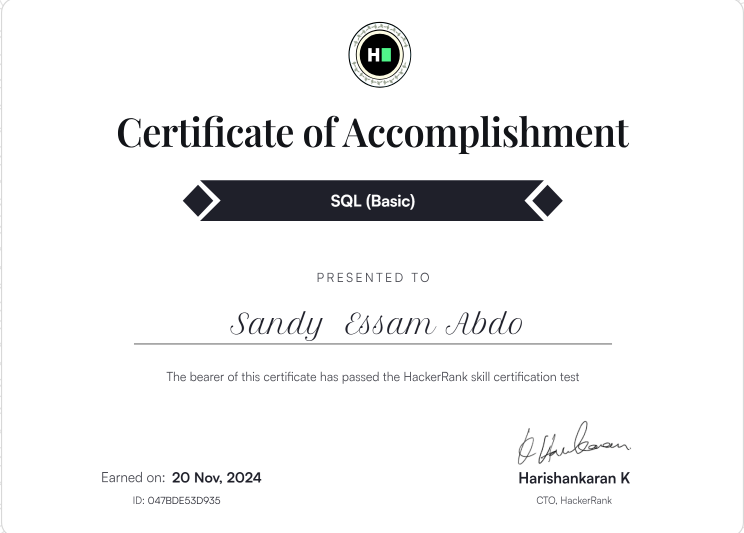 H
Certificate of Accomplishment
SQL (Basic)
PRESENTED TO
Sandy Essam Abdo
The bearer of this certificate has passed the HackerRank skill certification test
Earned on: 20 Nov, 2024
ID: 047BDE53D935
Harishankaran K
CTO, HackerRank